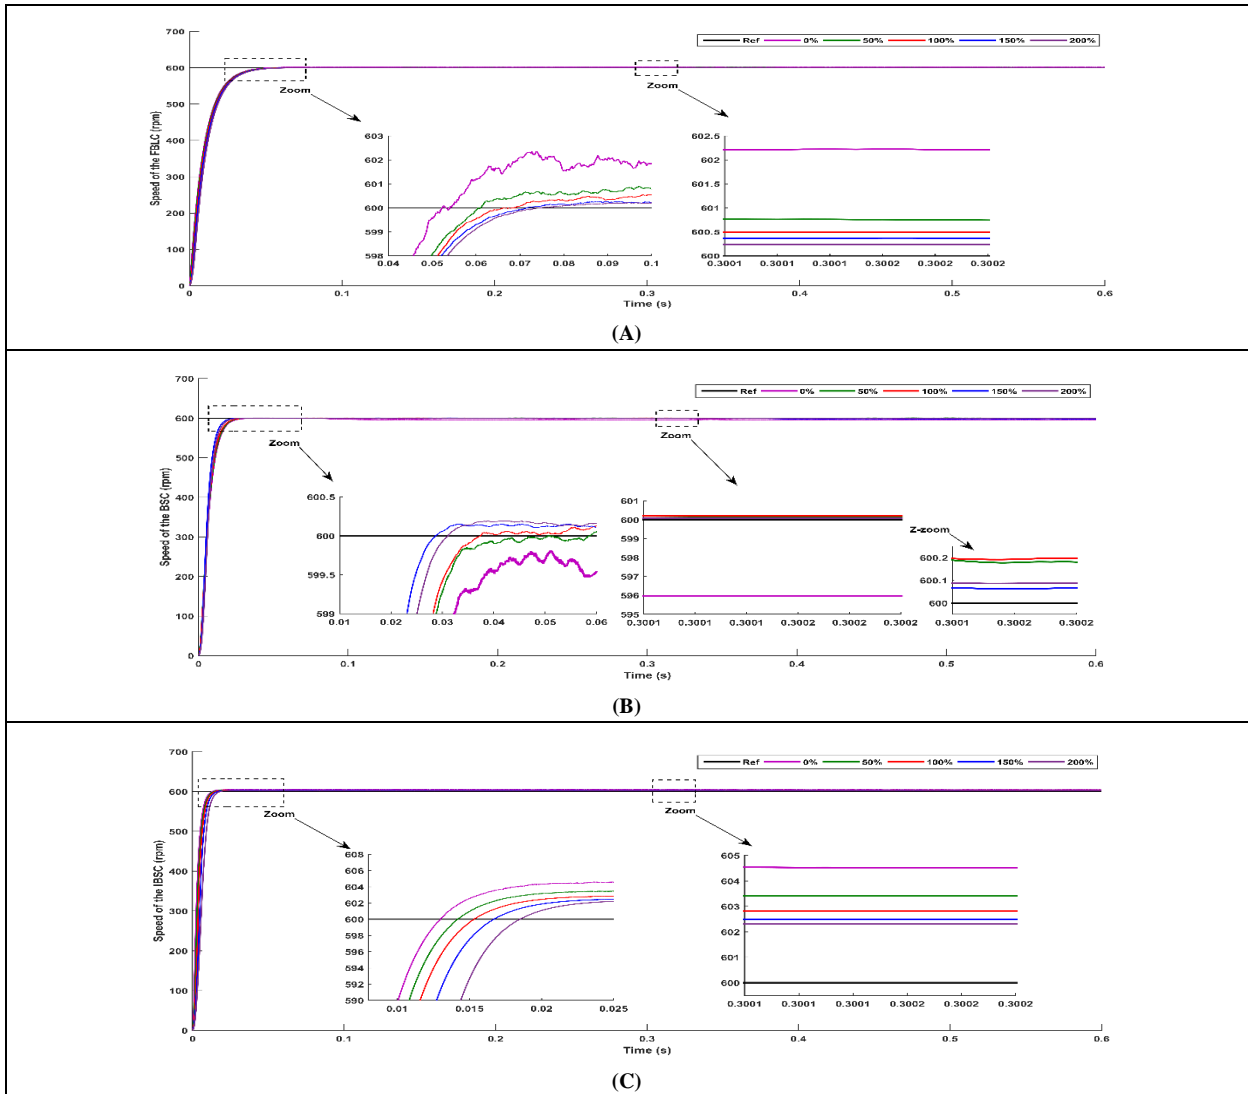 Ref 0% 50% 100% 150% 200%
700
600
500
400
300
200
100
0
Speed of the FBLC (rpm)
Zoom
Zoom
603
602
601
600
599
598
0.04 0.05 0.06 0.07 0.08 0.09 0.1
602.5
602
601.5
601
600.5
600
0.3001 0.3001 0.3001 0.3002 0.3002 0.3002
0 0.1 0.2 0.3 0.4 0.5 0.6
Time (s)
(A)
Ref 0% 50% 100% 150% 200%
700
600
500
400
300
200
100
0
Speed of the BSC (rpm)
Zoom
Zoom
600.5
600
599.5
599
0.01 0.02 0.03 0.04 0.05 0.06
601
600
599
598
597
596
595
0.3001 0.3001 0.3001 0.3002 0.3002 0.3002
Z-zoom
600.2
600.1
600
0.3001 0.3002 0.3002
0 0.1 0.2 0.3 0.4 0.5 0.6
Time (s)
(B)
Ref 0% 50% 100% 150% 200%
700
600
500
400
300
200
100
0
Speed of the IBSC (rpm)
Zoom
Zoom
608
606
604
602
600
598
596
594
592
590
0.01 0.015 0.02 0.025
605
604
603
602
601
600
0.3001 0.3001 0.3001 0.3002 0.3002 0.3002
0 0.1 0.2 0.3 0.4 0.5 0.6
Time (s)
(C)